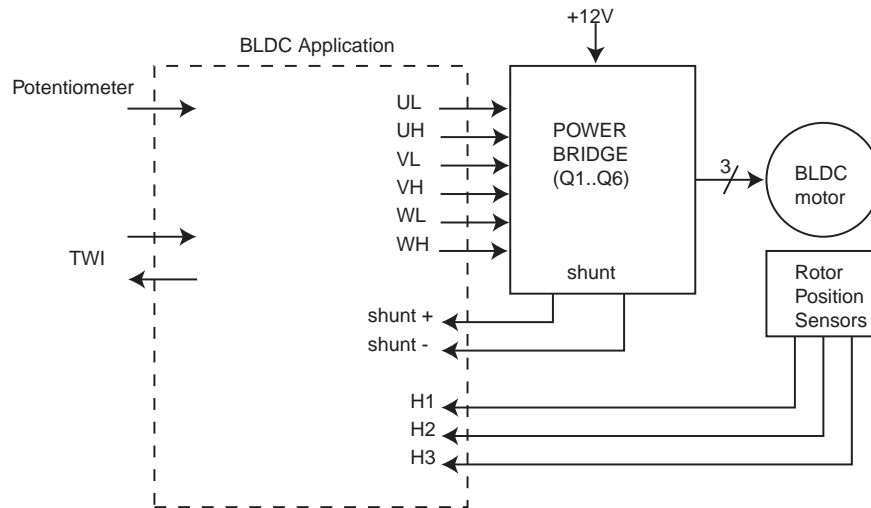 +12V
BLDC Application
Potentiometer
UL
UH
VL
VH
WL
WH
POWER
BRIDGE
(Q1..Q6)
3
BLDC
motor
TWI
shunt
shunt +
shunt -
Rotor
Position
Sensors
H1
H2
H3